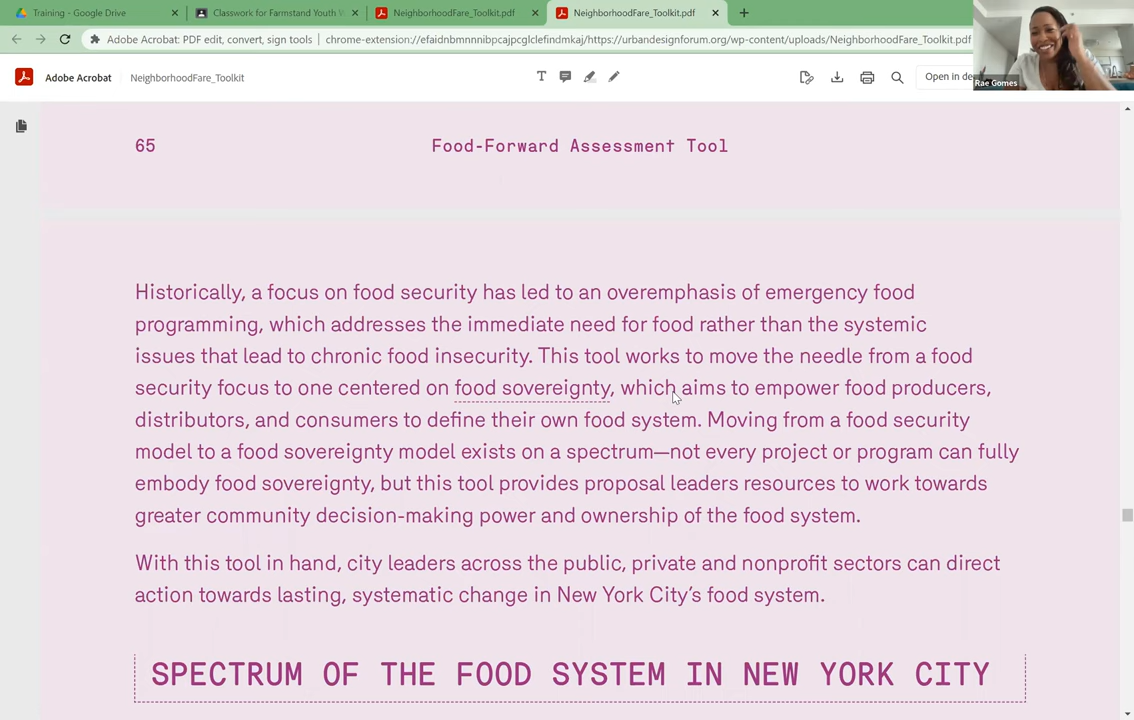 Training - Google Drive
Classwork for Farmstand Youth W
NeighborhoodFare_Toolkit.pdf
NeighborhoodFare_Toolkit.pdf
Adobe Acrobat: PDF edit, convert, sign tools
chrome-extension://efaidnbmnnnibpcajpcglclefindmkaj/https://urbandesignforum.org/wp-content/uploads/NeighborhoodFare_Toolkit.pdf
Rae Gomes
Adobe Acrobat
NeighborhoodFare_Toolkit
Open in de
65
Food-Forward Assessment Tool
Historically, a focus on food security has led to an overemphasis of emergency food
programming, which addresses the immediate need for food rather than the systemic
issues that lead to chronic food insecurity. This tool works to move the needle from a food
security focus to one centered on food sovereignty, which aims to empower food producers,
distributors, and consumers to define their own food system. Moving from a food security
model to a food sovereignty model exists on a spectrum—not every project or program can fully
embody food sovereignty, but this tool provides proposal leaders resources to work towards
greater community decision-making power and ownership of the food system.
With this tool in hand, city leaders across the public, private and nonprofit sectors can direct
action towards lasting, systematic change in New York City's food system.
SPECTRUM OF THE FOOD SYSTEM IN NEW YORK CITY